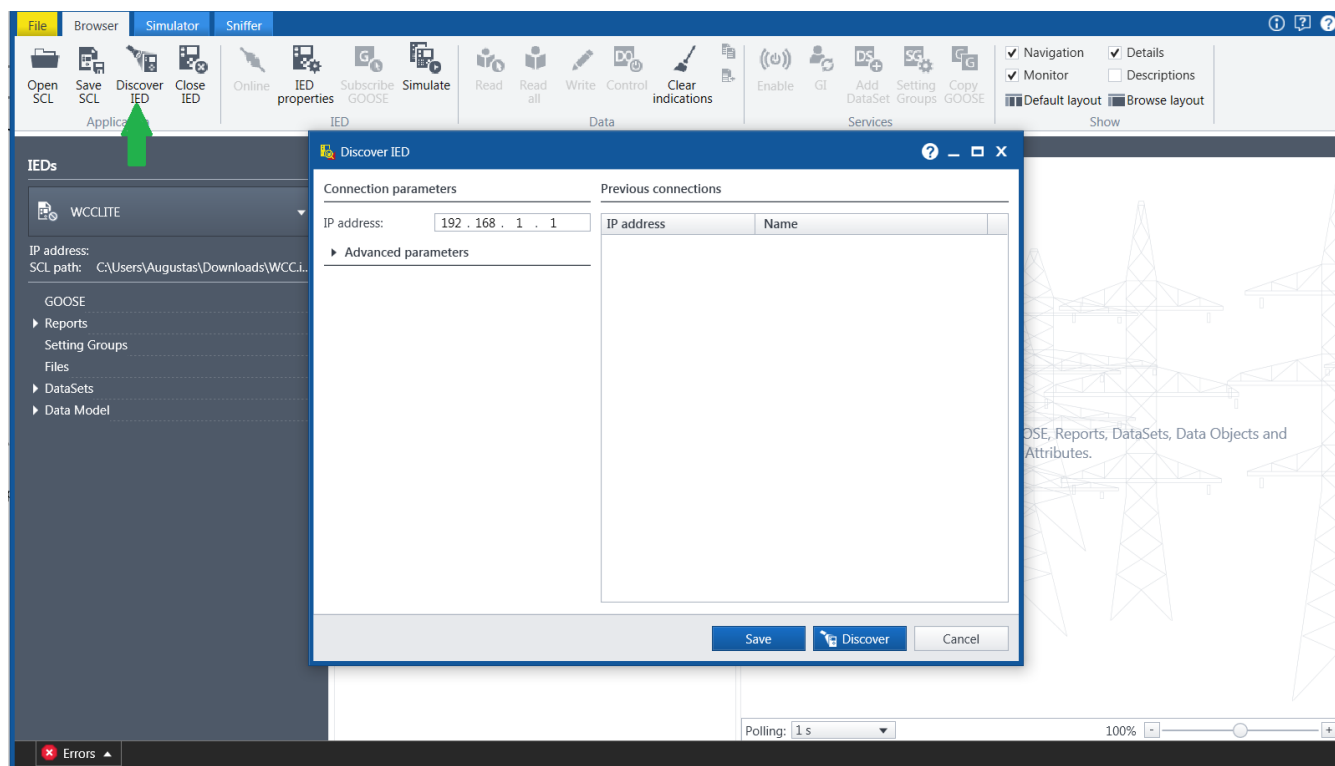 File Browser Simulator Sniffer
Open SCL Save SCL Discover IED Close IED
Online IED properties Subscribe GOOSE Simulate
Read Read all Write Control Clear indications
Enable GI Add DataSet Setting Groups Copy GOOSE
Navigation Details
Monitor Descriptions
Default layout Browse layout
IED Data Services Show
IEDs
WCCLITE
IP address:
SCL path: C:\Users\Augustas\Downloads\WCC.i..
GOOSE
Reports
Setting Groups
Files
DataSets
Data Model
Discover IED
Connection parameters
IP address: 192 . 168 . 1 . 1
Advanced parameters
Previous connections
IP address Name
Save Discover Cancel
Reports, DataSets, Data Objects and
Attributes.
Polling: 1 s 100%
Errors